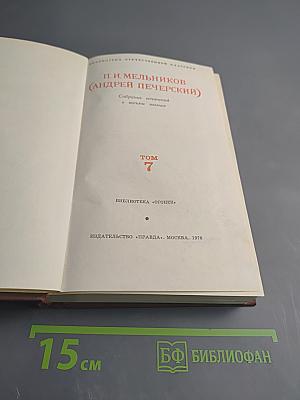 БИБЛИОТЕКА ОТЕЧЕСТВЕННОЙ КЛАССИКИ
П. И. МЕЛЬНИКОВ
(АНДРЕЙ ПЕЧЕРСКИЙ)
Собрание сочинений
в восьми томах
ТОМ
7
БИБЛИОТЕКА «ОГОНЕК»
ИЗДАТЕЛЬСТВО «ПРАВДА». МОСКВА. 1976
15 СМ
БФ БИБЛИОФАН